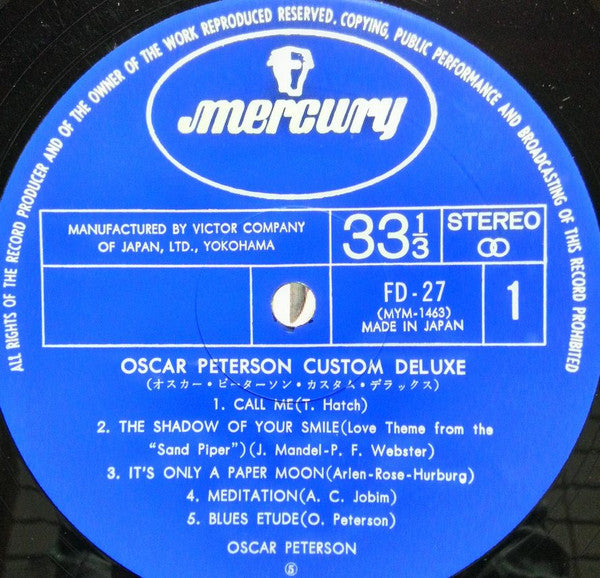 ALL RIGHTS OF THE RECORD PRODUCER AND OF THE OWNER OF THE WORK REPRODUCED RESERVED. COPYING, PUBLIC PERFORMANCE AND BROADCASTING OF THIS RECORD PROHIBITED
mercury
MANUFACTURED BY VICTOR COMPANY
OF JAPAN, LTD., YOKOHAMA
33 1/3
STEREO
FD-27
(MYM-1463)
MADE IN JAPAN
1
OSCAR PETERSON CUSTOM DELUXE
(オスカー・ピーターソン・カスタム・デラックス)
1. CALL ME(T. Hatch)
2. THE SHADOW OF YOUR SMILE(Love Theme from the
"Sand Piper")(J. Mandel-P. F. Webster)
3. IT'S ONLY A PAPER MOON(Arlen-Rose-Hurburg)
4. MEDITATION(A. C. Jobim)
5. BLUES ETUDE(O. Peterson)
OSCAR PETERSON
⑤